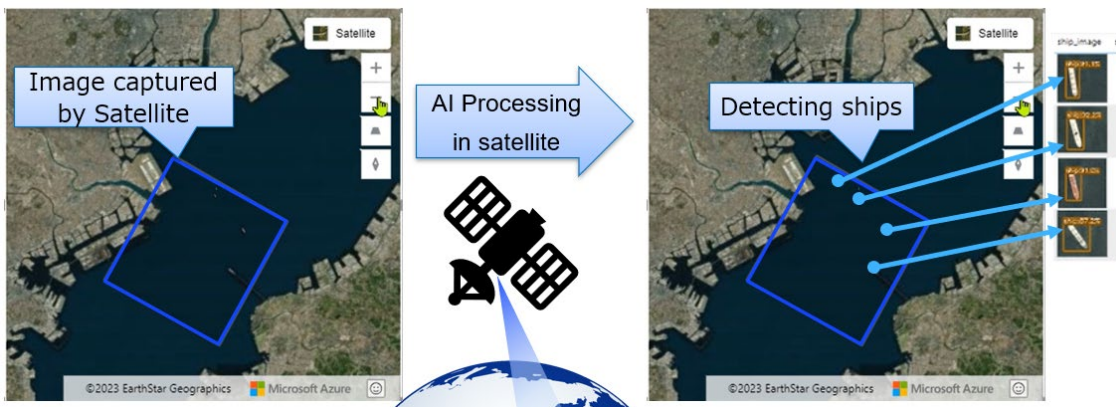 Satellite
Image captured
by Satellite
©2023 EarthStar Geographics
Microsoft Azure
AI Processing
in satellite
Satellite
Detecting ships
©2023 EarthStar Geographics
Microsoft Azure
ship_image